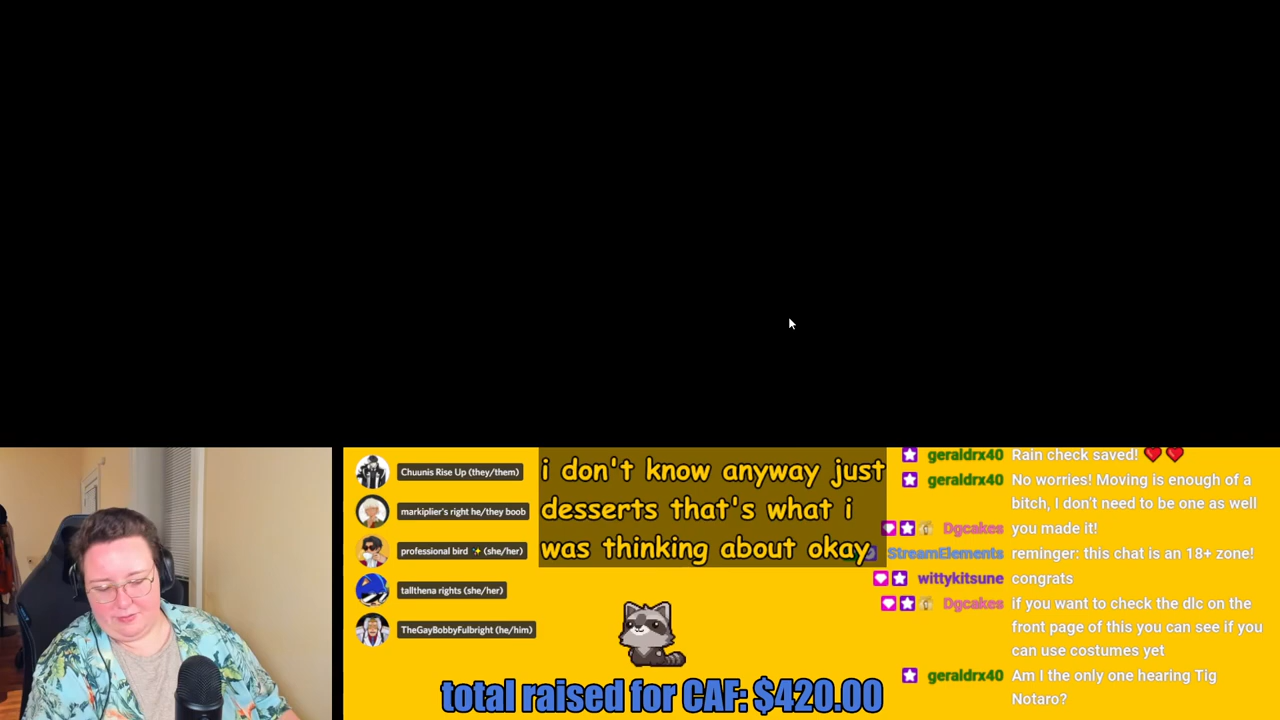 Chuunis Rise Up (they/them)
markiplier's right he/they boob
professional bird ✨ (she/her)
tallthena rights (she/her)
TheGayBobbyFulbright (he/him)
i don't know anyway just
desserts that's what i
was thinking about okay
total raised for CAF: $420.00
geraldrx40 Rain check saved! ❤️ ❤️
geraldrx40 No worries! Moving is enough of a
bitch, I don't need to be one as well
Dgcakes you made it!
StreamElements reminger: this chat is an 18+ zone!
wittykitsune congrats
Dgcakes if you want to check the dlc on the
front page of this you can see if you
can use costumes yet
geraldrx40 Am I the only one hearing Tig
Notaro?